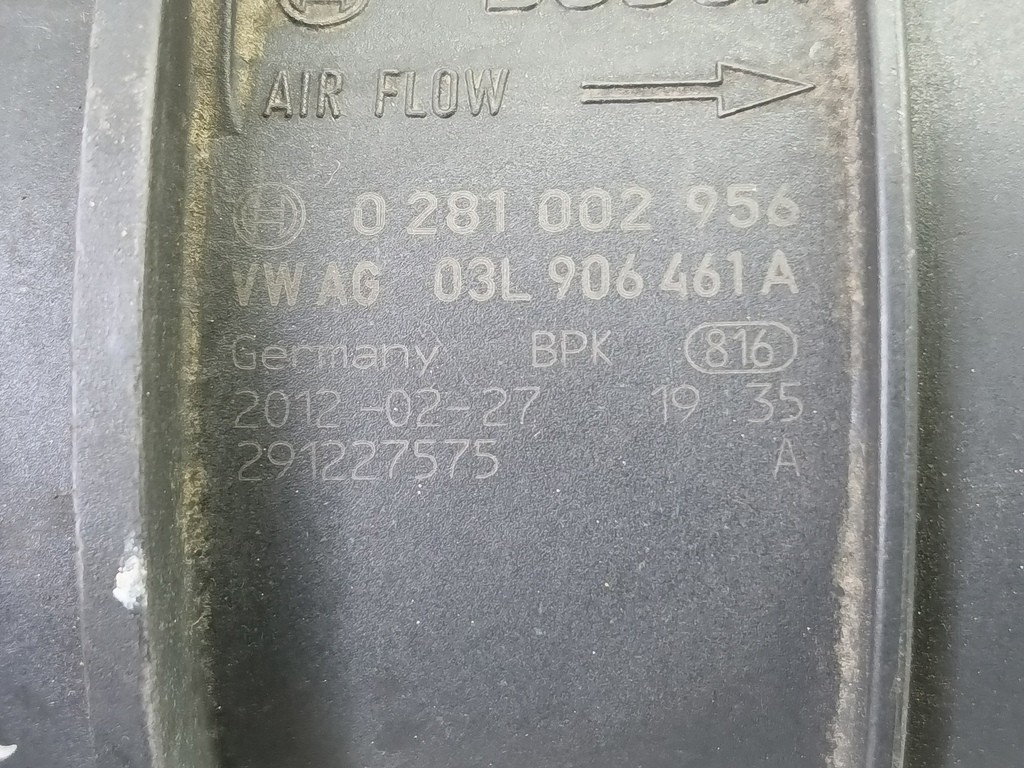 BOSCH
AIR FLOW
0 281 002 956
VW AG 03L 906 461 A
Germany BPK 816
2012-02-27 19 35
291227575 A